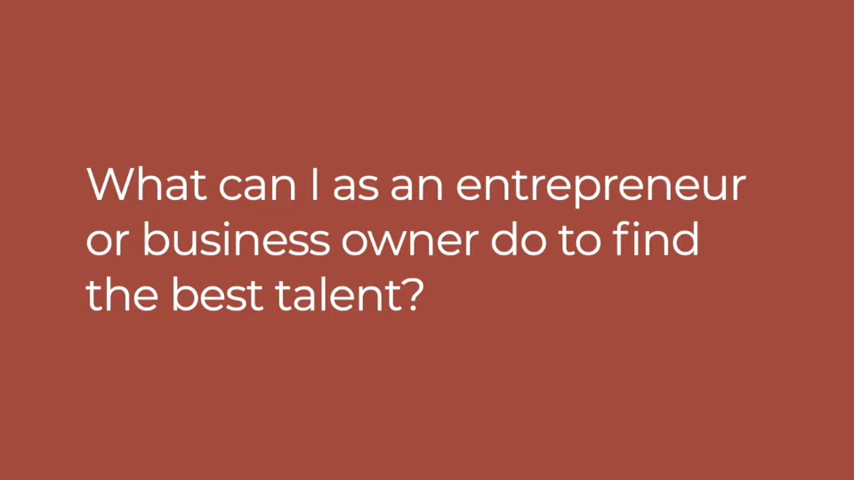 What can I as an entrepreneur
or business owner do to find
the best talent?